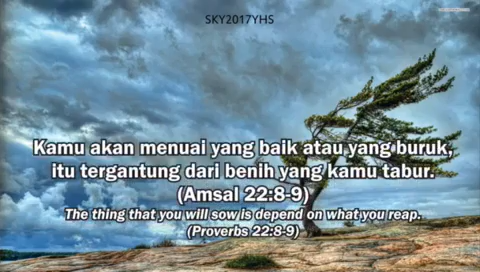 SKY2017YHS
Kamu akan menuai yang baik atau yang buruk,
itu tergantung dari benih yang kamu tabur.
(Amsal 22:8-9)
The thing that you will sow is depend on what you reap.
(Proverbs 22:8-9)